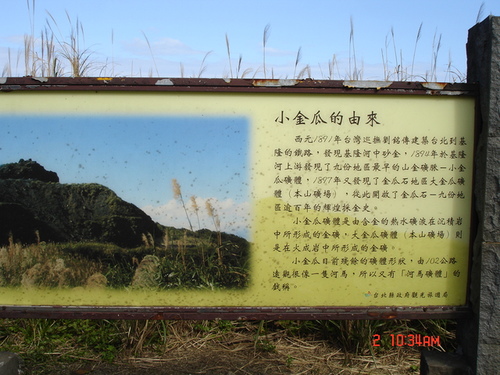 小金瓜的由來
西元1891年台灣巡撫劉銘傳建築台北到基
隆的鐵路,發現基隆河中砂金,1894年於基隆
河上游發現了九份地區最早的山金礦脈-小金
瓜礦體,1897年又發現了金瓜石地區大金瓜礦
體(本山礦場),從此開啟了金瓜石-九份地
區近百年的輝煌採金史。
小金瓜礦體是由含金的熱水礦液在沉積岩
中所形成的金礦,大金瓜礦體(本山礦場)則
是在火成岩中所形成的金礦。
小金瓜目前殘餘的礦體形狀,由102公路
遠觀很像一隻河馬,所以又有「河馬礦體」的
戲稱。
台北縣政府觀光旅遊局
2 10:34AM